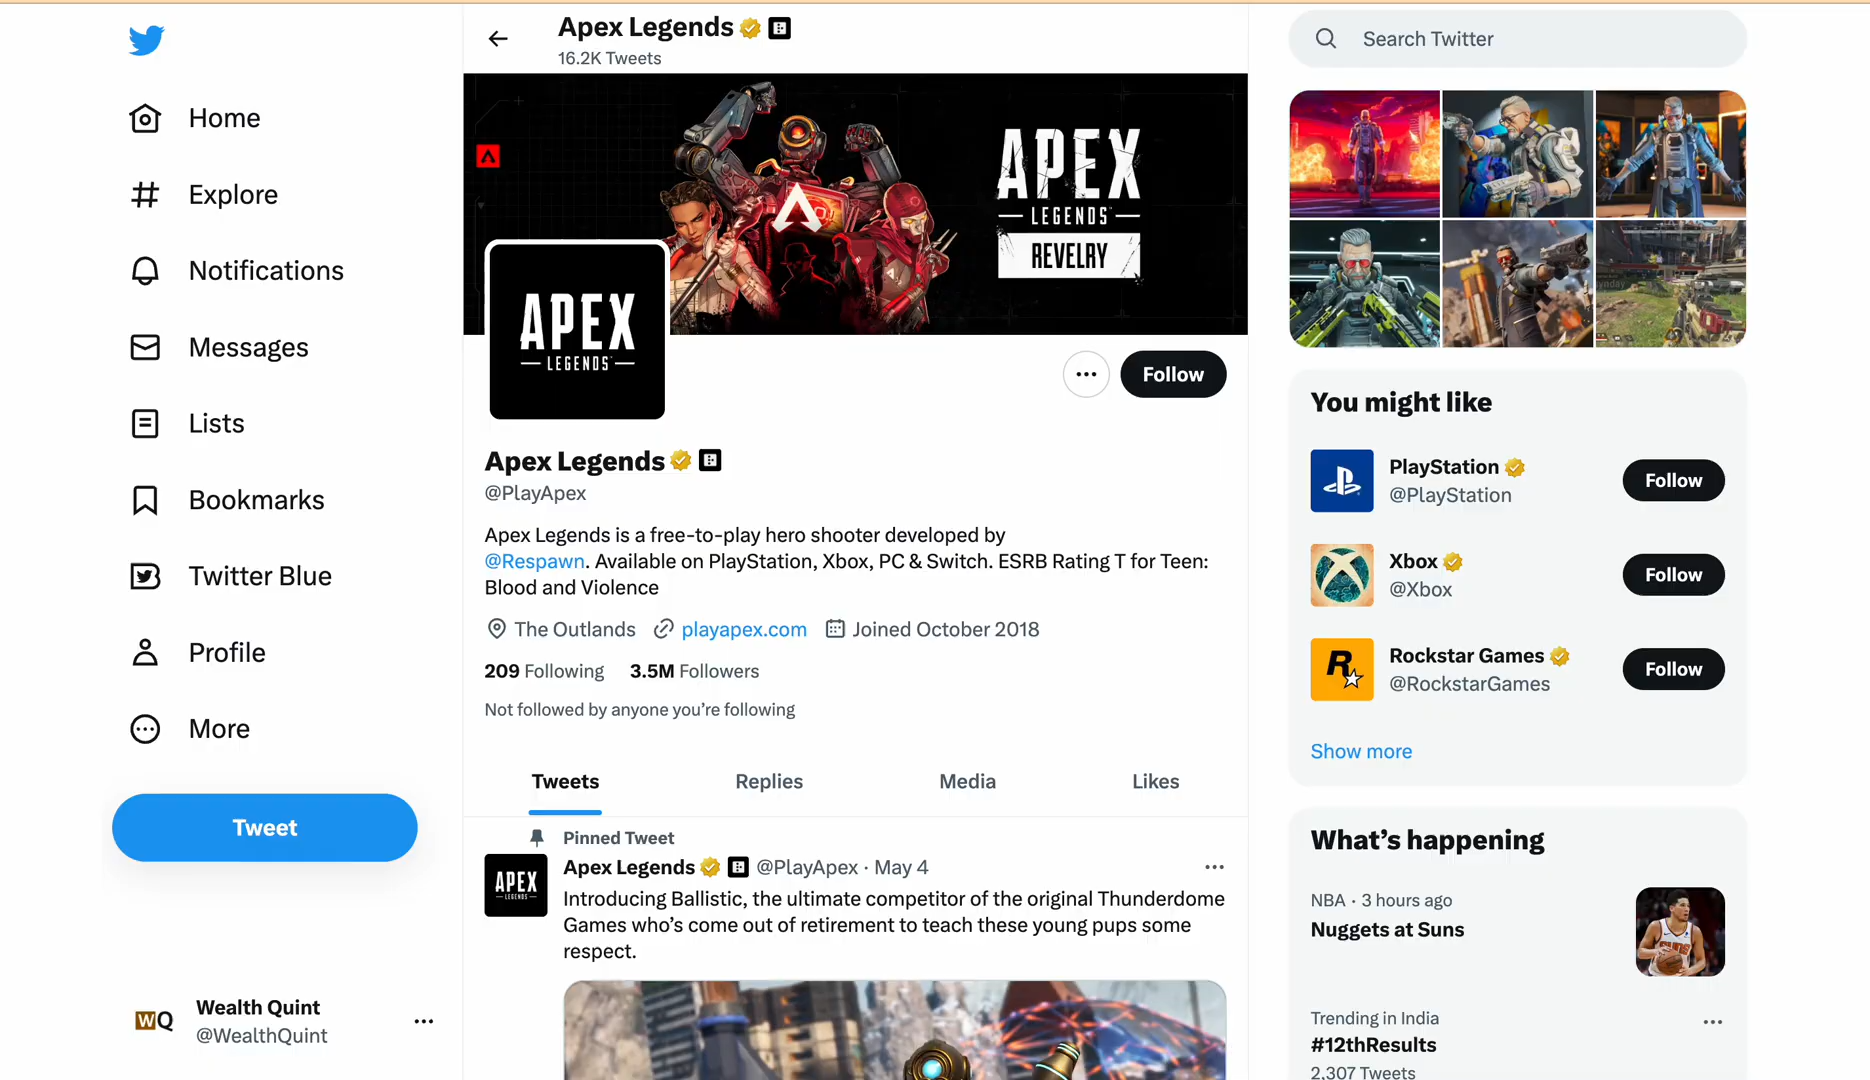 Home
Explore
Notifications
Messages
Lists
Bookmarks
Twitter Blue
Profile
More
Tweet
Wealth Quint
@WealthQuint
WQ
Apex Legends
16.2K Tweets
APEX
LEGENDS
REVELRY
APEX
LEGENDS
Follow
Apex Legends
@PlayApex
Apex Legends is a free-to-play hero shooter developed by
@Respawn. Available on PlayStation, Xbox, PC & Switch. ESRB Rating T for Teen:
Blood and Violence
The Outlands playapex.com Joined October 2018
209 Following 3.5M Followers
Not followed by anyone you’re following
Tweets Replies Media Likes
Pinned Tweet
Apex Legends @PlayApex · May 4
APEX
LEGENDS
Introducing Ballistic, the ultimate competitor of the original Thunderdome
Games who’s come out of retirement to teach these young pups some
respect.
Search Twitter
You might like
PlayStation
@PlayStation
Follow
Xbox
@Xbox
Follow
Rockstar Games
@RockstarGames
Follow
Show more
What’s happening
NBA · 3 hours ago
Nuggets at Suns
Trending in India
#12thResults
2,307 Tweets